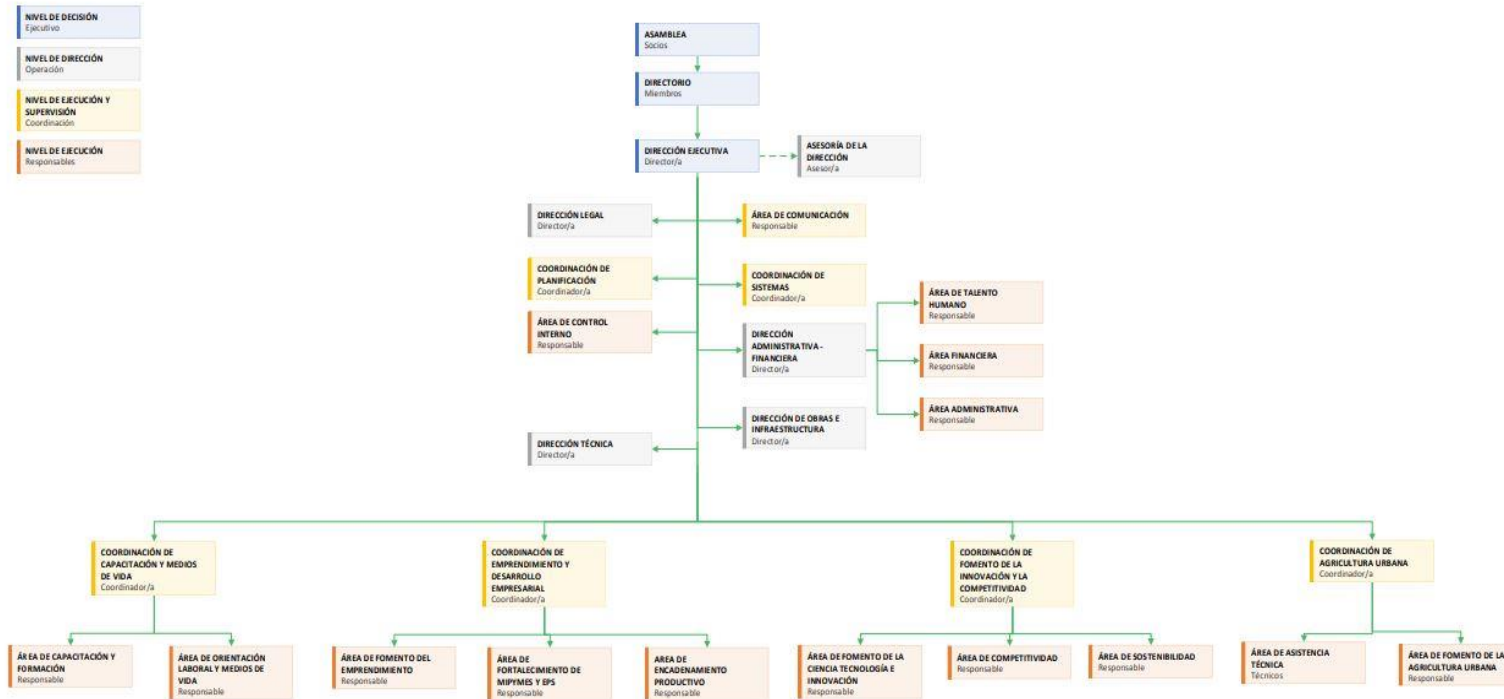 NIVEL DE DECISIÓN
Ejecutivo
NIVEL DE DIRECCIÓN
Operación
NIVEL DE EJECUCIÓN Y
SUPERVISIÓN
Coordinación
NIVEL DE EJECUCIÓN
Responsables
ASAMBLEA
Socios
DIRECTORIO
Miembros
DIRECCIÓN EJECUTIVA
Director/a
ASESORÍA DE LA
DIRECCIÓN
Asesor/a
DIRECCIÓN LEGAL
Director/a
ÁREA DE COMUNICACIÓN
Responsable
COORDINACIÓN DE
PLANIFICACIÓN
Coordinador/a
COORDINACIÓN DE
SISTEMAS
Coordinador/a
ÁREA DE CONTROL
INTERNO
Responsable
DIRECCIÓN
ADMINISTRATIVA -
FINANCIERA
Director/a
ÁREA DE TALENTO
HUMANO
Responsable
ÁREA FINANCIERA
Responsable
ÁREA ADMINISTRATIVA
Responsable
DIRECCIÓN DE OBRAS E
INFRAESTRUCTURA
Director/a
DIRECCIÓN TÉCNICA
Director/a
COORDINACIÓN DE
CAPACITACIÓN Y MEDIOS
DE VIDA
Coordinador/a
COORDINACIÓN DE
EMPRENDIMIENTO Y
DESARROLLO
EMPRESARIAL
Coordinador/a
COORDINACIÓN DE
FOMENTO DE LA
INNOVACIÓN Y LA
COMPETITIVIDAD
Coordinador/a
COORDINACIÓN DE
AGRICULTURA URBANA
Coordinador/a
ÁREA DE CAPACITACIÓN Y
FORMACIÓN
Responsable
ÁREA DE ORIENTACIÓN
LABORAL Y MEDIOS DE
VIDA
Responsable
ÁREA DE FOMENTO DEL
EMPRENDIMIENTO
Responsable
ÁREA DE
FORTALECIMIENTO DE
MIPYMES Y EPS
Responsable
AREA DE
ENCADENAMIENTO
PRODUCTIVO
Responsable
ÁREA DE FOMENTO DE LA
CIENCIA TECNOLOGÍA E
INNOVACIÓN
Responsable
ÁREA DE COMPETITIVIDAD
Responsable
ÁREA DE SOSTENIBILIDAD
Responsable
ÁREA DE ASISTENCIA
TÉCNICA
Técnicos
ÁREA DE FOMENTO DE LA
AGRICULTURA URBANA
Responsable